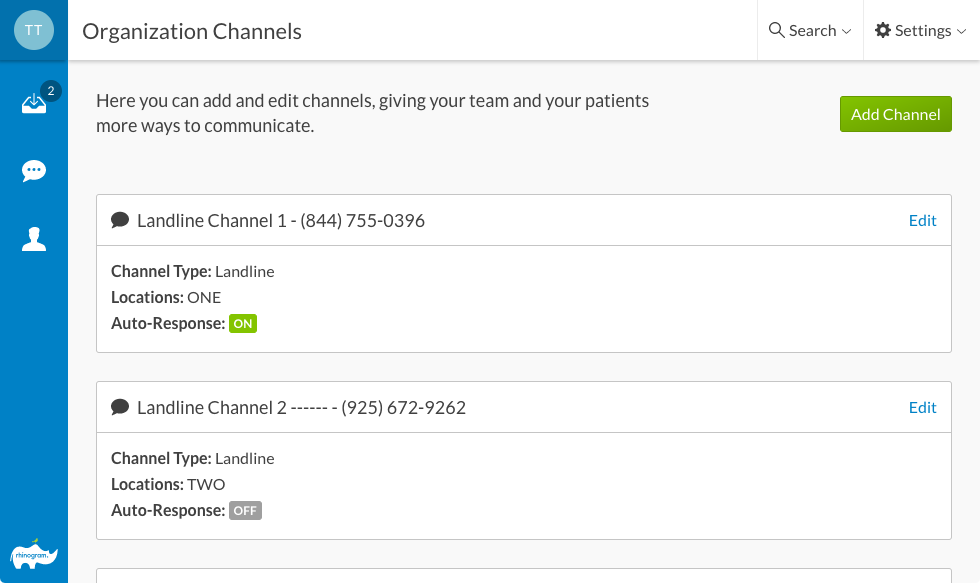 TT
Organization Channels
Search
Settings
2
Here you can add and edit channels, giving your team and your patients
more ways to communicate.
Add Channel
Landline Channel 1 - (844) 755-0396
Edit
Channel Type: Landline
Locations: ONE
Auto-Response: ON
Landline Channel 2 ------ - (925) 672-9262
Edit
Channel Type: Landline
Locations: TWO
Auto-Response: OFF
rhinogram.